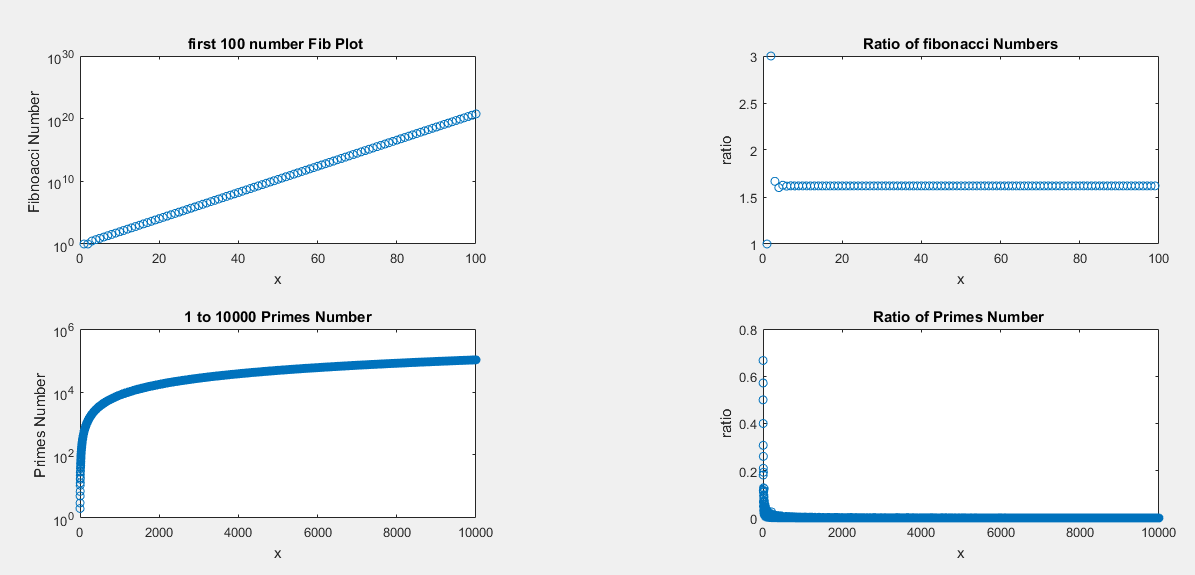 first 100 number Fib Plot
10^30
10^20
10^10
10^0
Fibnoacci Number
0 20 40 60 80 100
x
Ratio of fibonacci Numbers
3
2.5
2
1.5
1
ratio
0 20 40 60 80 100
x
1 to 10000 Primes Number
10^6
10^4
10^2
10^0
Primes Number
0 2000 4000 6000 8000 10000
x
Ratio of Primes Number
0.8
0.6
0.4
0.2
0
ratio
0 2000 4000 6000 8000 10000
x